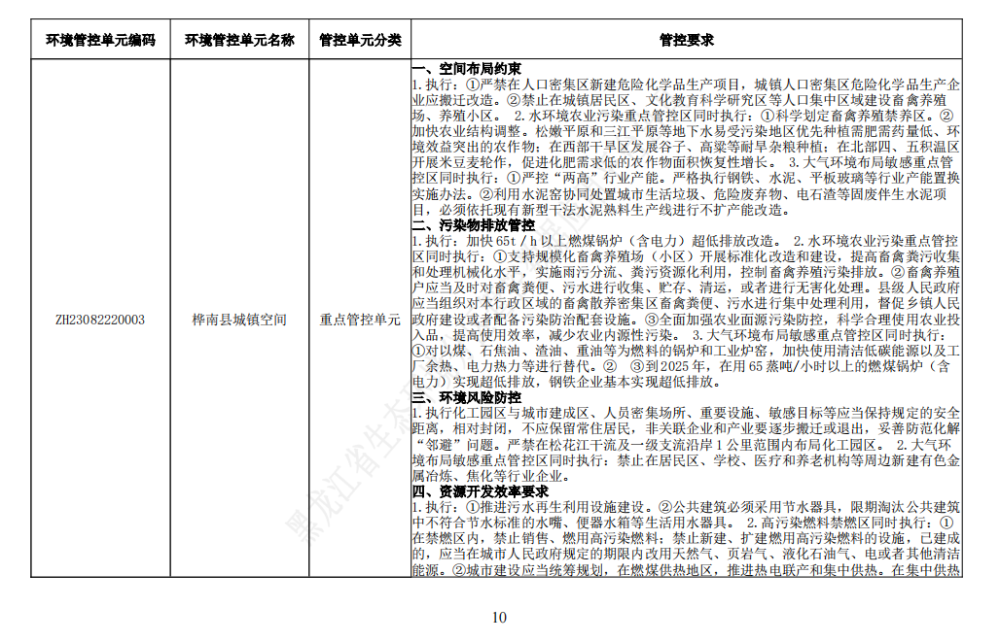 环境管控单元编码 环境管控单元名称 管控单元分类 管控要求
一、空间布局约束
1.执行：①严禁在人口密集区新建危险化学品生产项目，城镇人口密集区危险化学品生产企
业应搬迁改造。②禁止在城镇居民区、文化教育科学研究区等人口集中区域建设畜禽养殖
场、养殖小区。 2.水环境农业污染重点管控区同时执行：①科学划定畜禽养殖禁养区。②
加快农业结构调整。松嫩平原和三江平原等地下水易受污染地区优先种植需肥需药量低、环
境效益突出的农作物；在西部干旱区发展谷子、高粱等耐旱杂粮种植；在北部四、五积温区
开展米豆麦轮作，促进化肥需求低的农作物面积恢复性增长。 3.大气环境布局敏感重点管
控区同时执行：①严控“两高”行业产能。严格执行钢铁、水泥、平板玻璃等行业产能置换
实施办法。②利用水泥窑协同处置城市生活垃圾、危险废弃物、电石渣等固废伴生水泥项
目，必须依托现有新型干法水泥熟料生产线进行不扩产能改造。
二、污染物排放管控
1.执行：加快 65t/h 以上燃煤锅炉（含电力）超低排放改造。 2.水环境农业污染重点管控
区同时执行：①支持规模化畜禽养殖场（小区）开展标准化改造和建设，提高畜禽粪污收集
和处理机械化水平，实施雨污分流、粪污资源化利用，控制畜禽养殖污染排放。②畜禽养殖
户应当及时对畜禽粪便、污水进行收集、贮存、清运，或者进行无害化处理。县级人民政府
应当组织对本行政区域的畜禽散养密集区畜禽粪便、污水进行集中处理利用，督促乡镇人民
ZH23082220003 桦南县城镇空间 重点管控单元
政府建设或者配备污染防治配套设施。③全面加强农业面源污染防控，科学合理使用农业投
入品，提高使用效率，减少农业内源性污染。 3.大气环境布局敏感重点管控区同时执行：
①对以煤、石焦油、渣油、重油等为燃料的锅炉和工业炉窑，加快使用清洁低碳能源以及工
厂余热、电力热力等进行替代。② ③到 2025 年，在用 65 蒸吨/小时以上的燃煤锅炉（含
电力）实现超低排放，钢铁企业基本实现超低排放。
三、环境风险防控
1.执行化工园区与城市建成区、人员密集场所、重要设施、敏感目标等应当保持规定的安全
距离，相对封闭，不应保留常住居民，非关联企业和产业要逐步搬迁或退出，妥善防范化解
“邻避”问题。严禁在松花江干流及一级支流沿岸 1 公里范围内布局化工园区。 2.大气环
境布局敏感重点管控区同时执行：禁止在居民区、学校、医疗和养老机构等周边新建有色金
属冶炼、焦化等行业企业。
四、资源开发效率要求
1.执行：①推进污水再生利用设施建设。②公共建筑必须采用节水器具，限期淘汰公共建筑
中不符合节水标准的水嘴、便器水箱等生活用水器具。 2.高污染燃料禁燃区同时执行：①
在禁燃区内，禁止销售、燃用高污染燃料；禁止新建、扩建燃用高污染燃料的设施，已建成
的，应当在城市人民政府规定的期限内改用天然气、页岩气、液化石油气、电或者其他清洁
能源。②城市建设应当统筹规划，在燃煤供热地区，推进热电联产和集中供热。在集中供热
黑龙江省生态
10